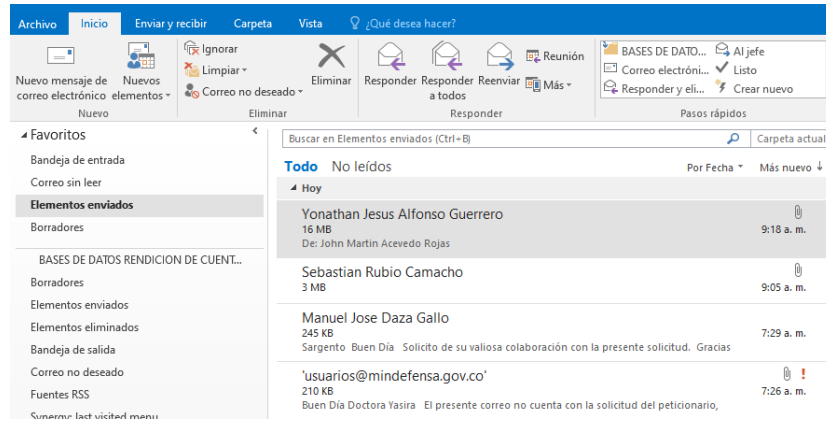 Archivo Inicio Enviar y recibir Carpeta Vista ¿Qué desea hacer?
Nuevo mensaje de correo electrónico
Nuevos elementos
Nuevo
Ignorar
Limpiar
Correo no deseado
Eliminar
Eliminar
Responder
Responder a todos
Reenviar
Reunión
Más
Responder
BASES DE DATO... Al jefe
Correo electróni... Listo
Responder y eli... Crear nuevo
Pasos rápidos
Favoritos
Bandeja de entrada
Correo sin leer
Elementos enviados
Borradores
BASES DE DATOS RENDICION DE CUENT...
Borradores
Elementos enviados
Elementos eliminados
Bandeja de salida
Correo no deseado
Fuentes RSS
Synergy: last visited menu
Buscar en Elementos enviados (Ctrl+B) Carpeta actual
Todo No leídos Por Fecha Más nuevo
Hoy
Yonathan Jesus Alfonso Guerrero
16 MB 9:18 a. m.
De: John Martin Acevedo Rojas
Sebastian Rubio Camacho
3 MB 9:05 a. m.
Manuel Jose Daza Gallo
245 KB 7:29 a. m.
Sargento Buen Día Solicito de su valiosa colaboración con la presente solicitud. Gracias
'usuarios@mindefensa.gov.co'
210 KB 7:26 a. m.
Buen Día Doctora Yasira El presente correo no cuenta con la solicitud del peticionario,